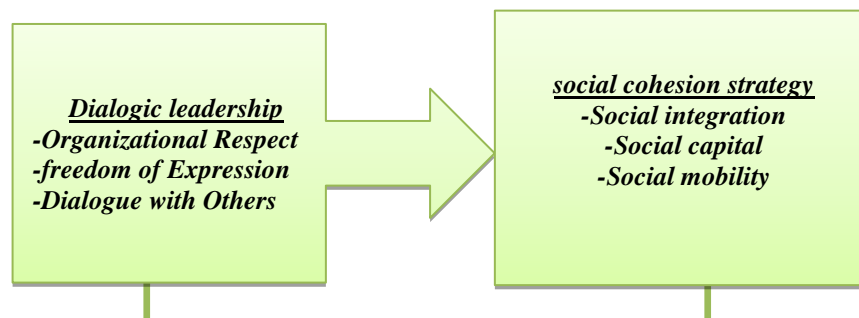 Dialogic leadership
-Organizational Respect
-freedom of Expression
-Dialogue with Others
social cohesion strategy
-Social integration
-Social capital
-Social mobility